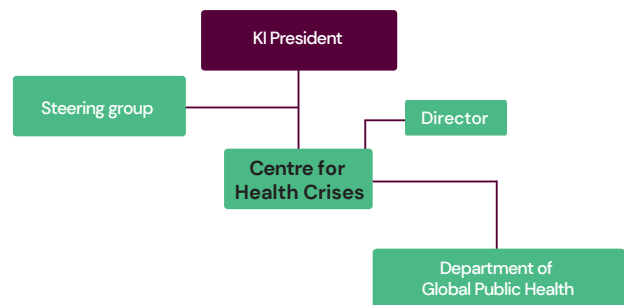 KI President
Steering group
Director
Centre for
Health Crises
Department of
Global Public Health